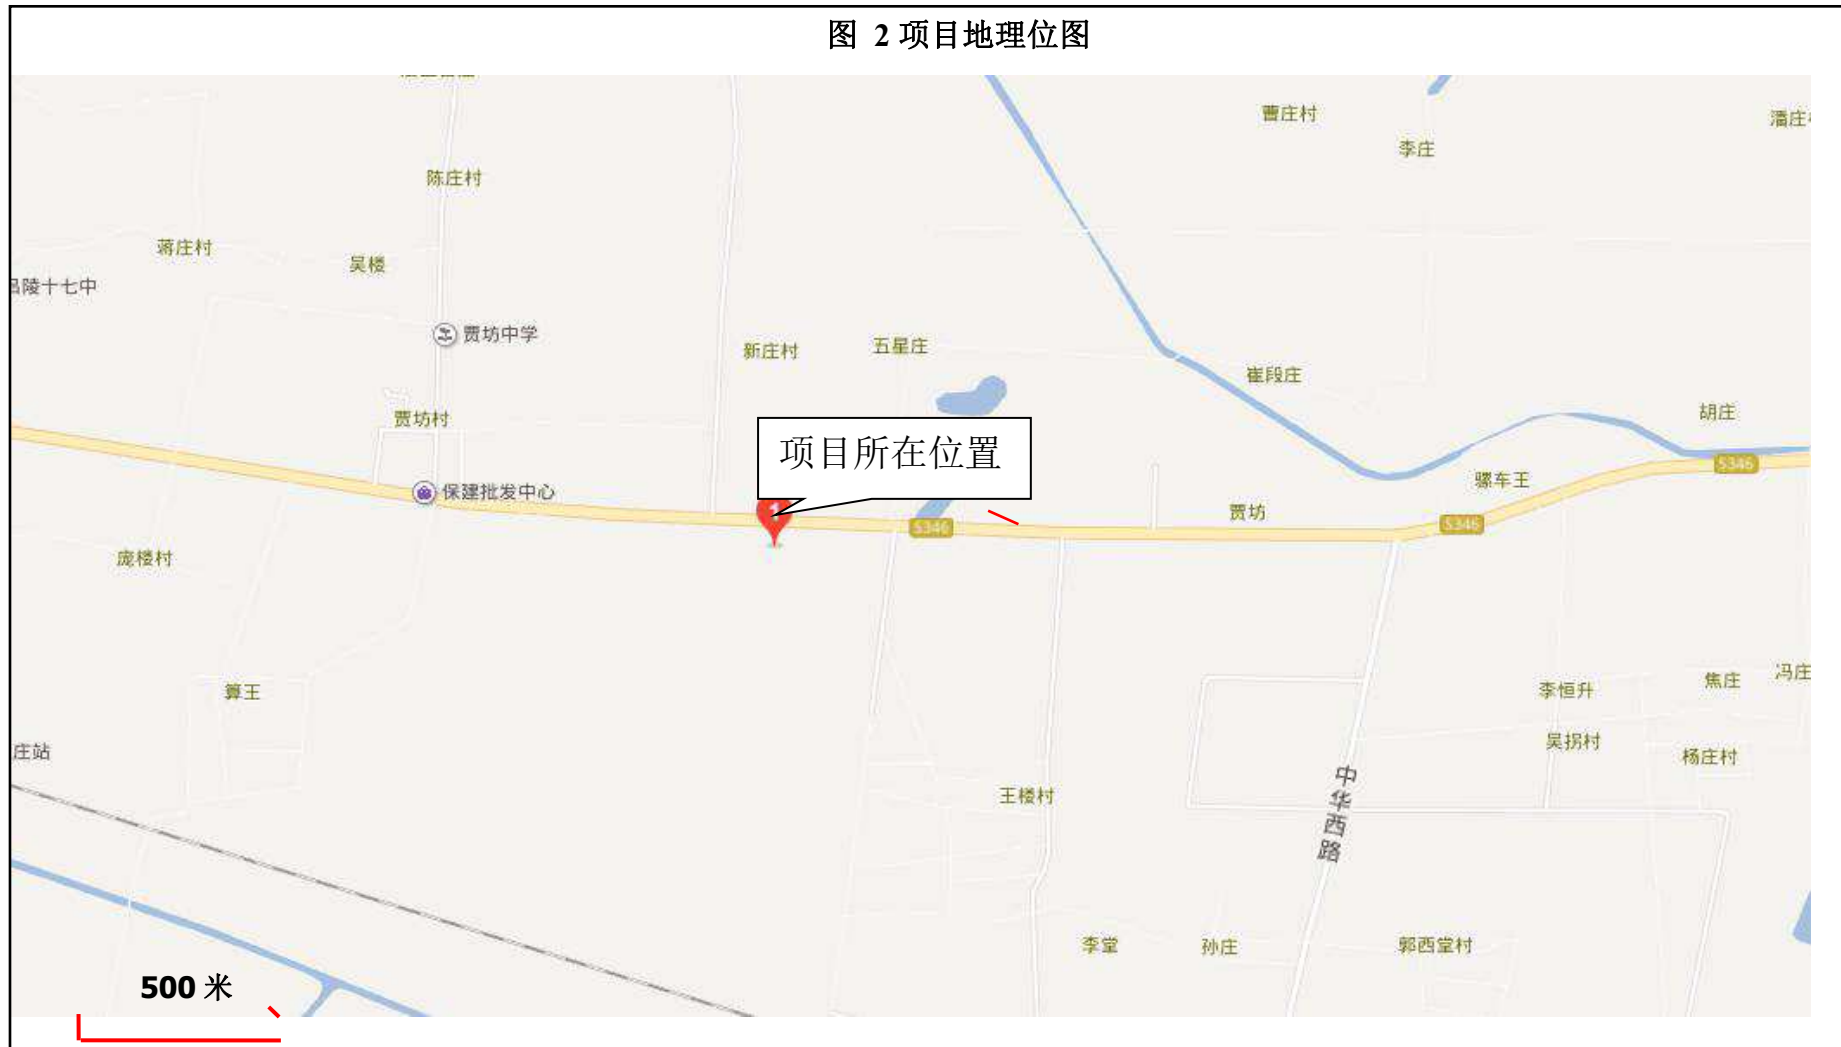 图 2 项目地理位图
曹庄村
潘庄
李庄
陈庄村
蒋庄村
吴楼
陵十七中
贾坊中学
新庄村
五星庄
崔段庄
胡庄
贾坊村
项目所在位置
S346
骡车王
保建批发中心
1
贾坊
S346
S346
庞楼村
冯庄
焦庄
算王
李恒升
吴拐村
庄站
杨庄村
王楼村
中华西路
李堂
孙庄
郭西堂村
500 米